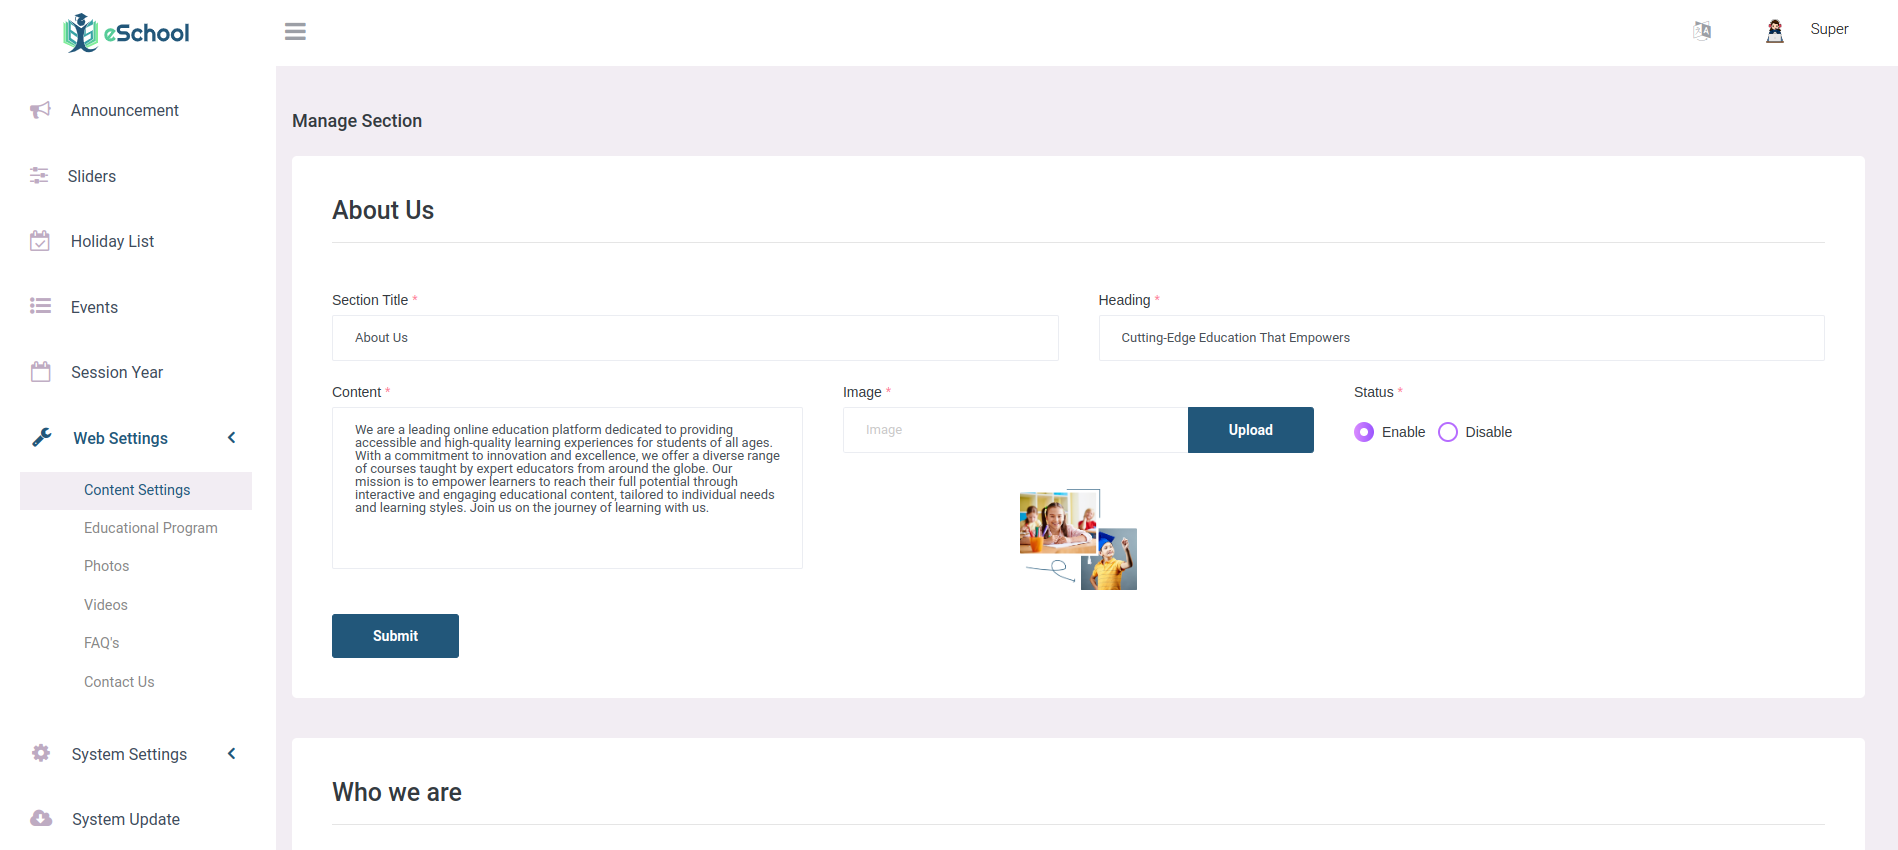 eSchool
Super
Announcement
Sliders
Holiday List
Events
Session Year
Web Settings
Content Settings
Educational Program
Photos
Videos
FAQ's
Contact Us
System Settings
System Update
Manage Section
About Us
Section Title *
Heading *
About Us
Cutting-Edge Education That Empowers
Content *
Image *
Status *
We are a leading online education platform dedicated to providing
accessible and high-quality learning experiences for students of all ages.
With a commitment to innovation and excellence, we offer a diverse range
of courses taught by expert educators from around the globe. Our
mission is to empower learners to reach their full potential through
interactive and engaging educational content, tailored to individual needs
and learning styles. Join us on the journey of learning with us.
Image
Upload
Enable
Disable
Submit
Who we are